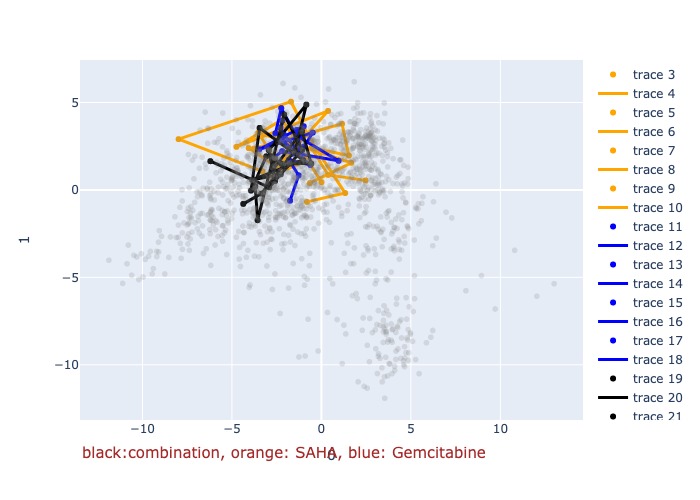 5
0
−5
−10
−10
−5
0
5
10
1
0
black:combination, orange: SAHA, blue: Gemcitabine
trace 3
trace 4
trace 5
trace 6
trace 7
trace 8
trace 9
trace 10
trace 11
trace 12
trace 13
trace 14
trace 15
trace 16
trace 17
trace 18
trace 19
trace 20
trace 21